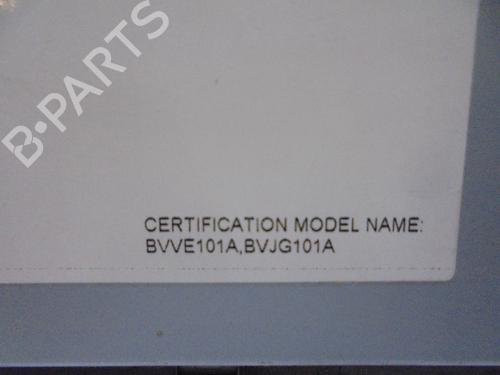 B-PARTS
CERTIFICATION MODEL NAME:
BVVE101A,BVJG101A